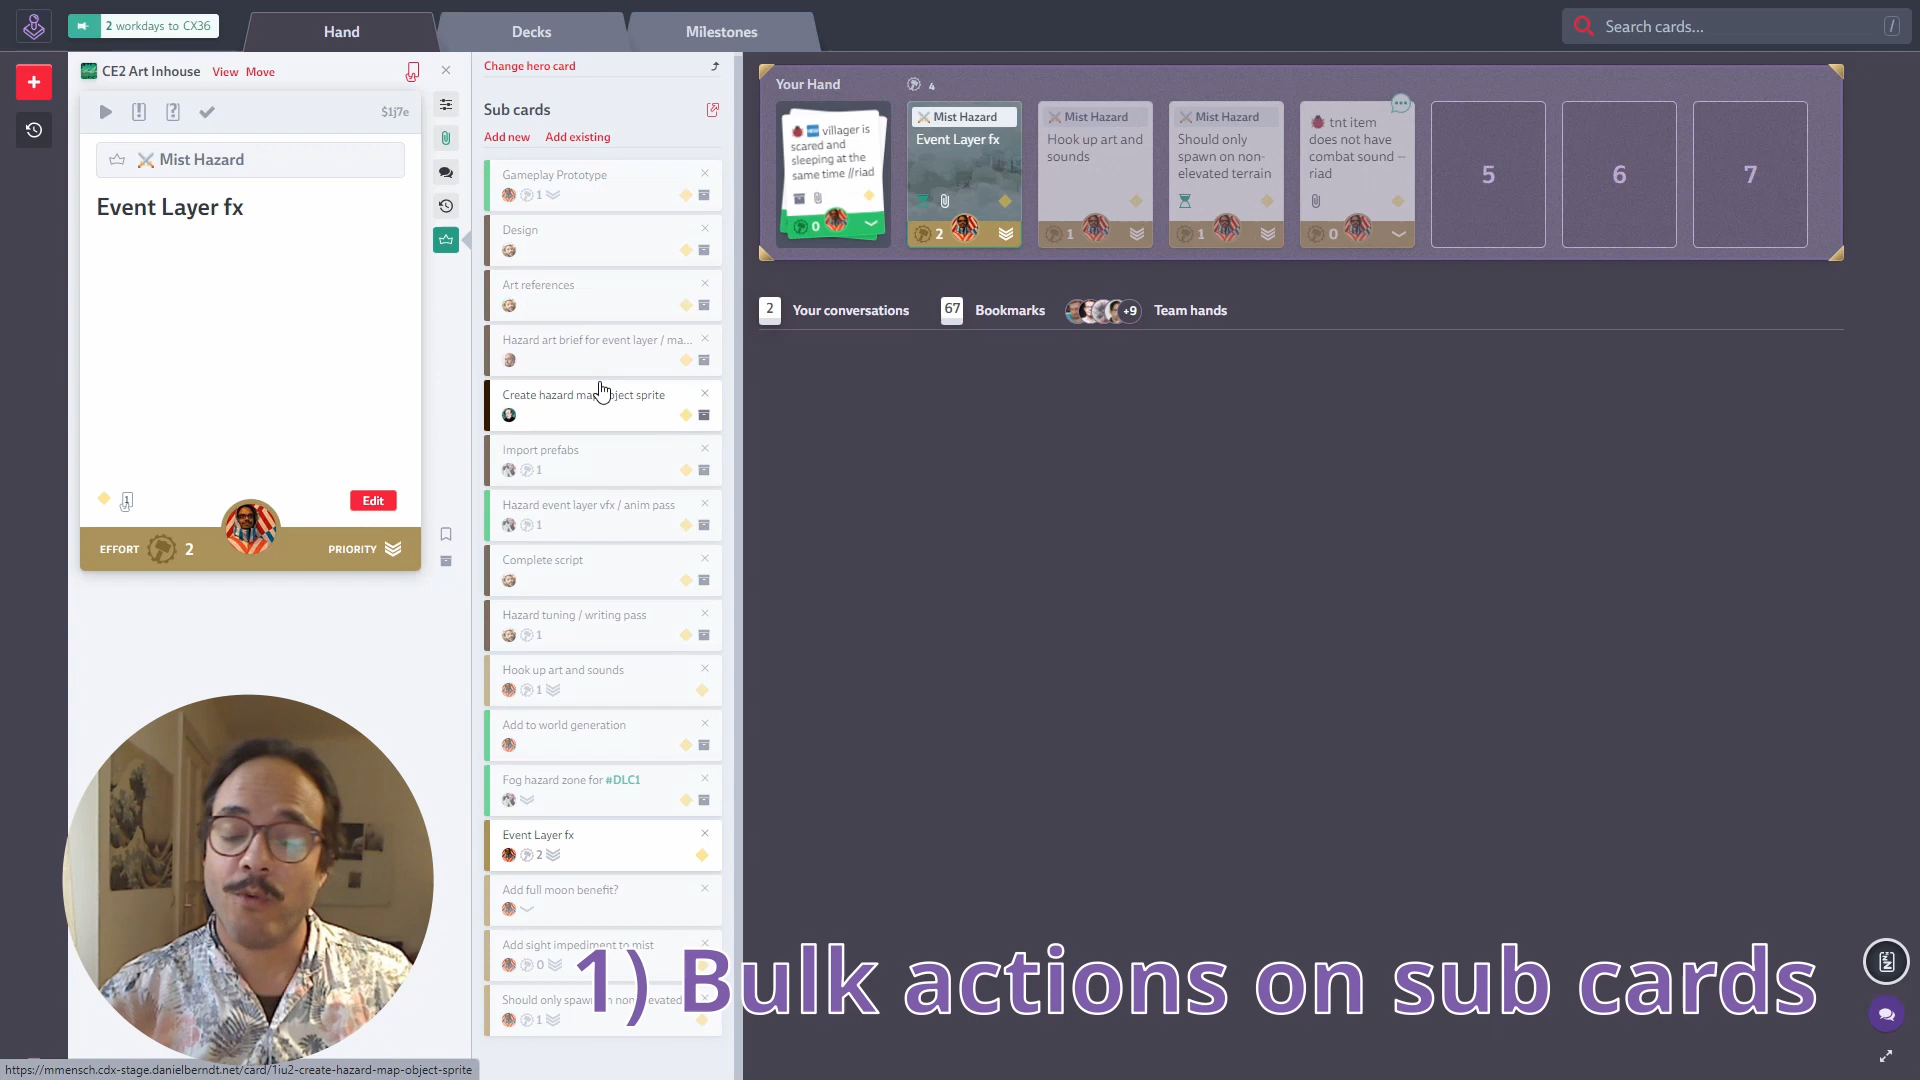 2 workdays to CX36
Hand
Decks
Milestones
Search cards...
/
CE2 Art Inhouse
View
Move
$1j7e
Mist Hazard
Event Layer fx
1
Edit
EFFORT
2
PRIORITY
Change hero card
Sub cards
Add new
Add existing
Gameplay Prototype
1
Design
Art references
Hazard art brief for event layer / ma...
Create hazard ma
ject sprite
Import prefabs
1
Hazard event layer vfx / anim pass
1
Complete script
Hazard tuning / writing pass
1
Hook up art and sounds
1
Add to world generation
Fog hazard zone for #DLC1
Event Layer fx
2
Add full moon benefit?
Add sight impediment to mist
0
Should only
1
Your Hand
4
villager is
scared and
sleeping at the
same time //riad
0
Mist Hazard
Event Layer fx
2
Mist Hazard
Hook up art and
sounds
1
Mist Hazard
Should only
spawn on non-
elevated terrain
1
tnt item
does not have
combat sound --
riad
0
5
6
7
2
Your conversations
67
Bookmarks
+9
Team hands
1) Bulk actions on sub cards
https://mmensch.cdx-stage.danielberndt.net/card/1iu2-create-hazard-map-object-sprite